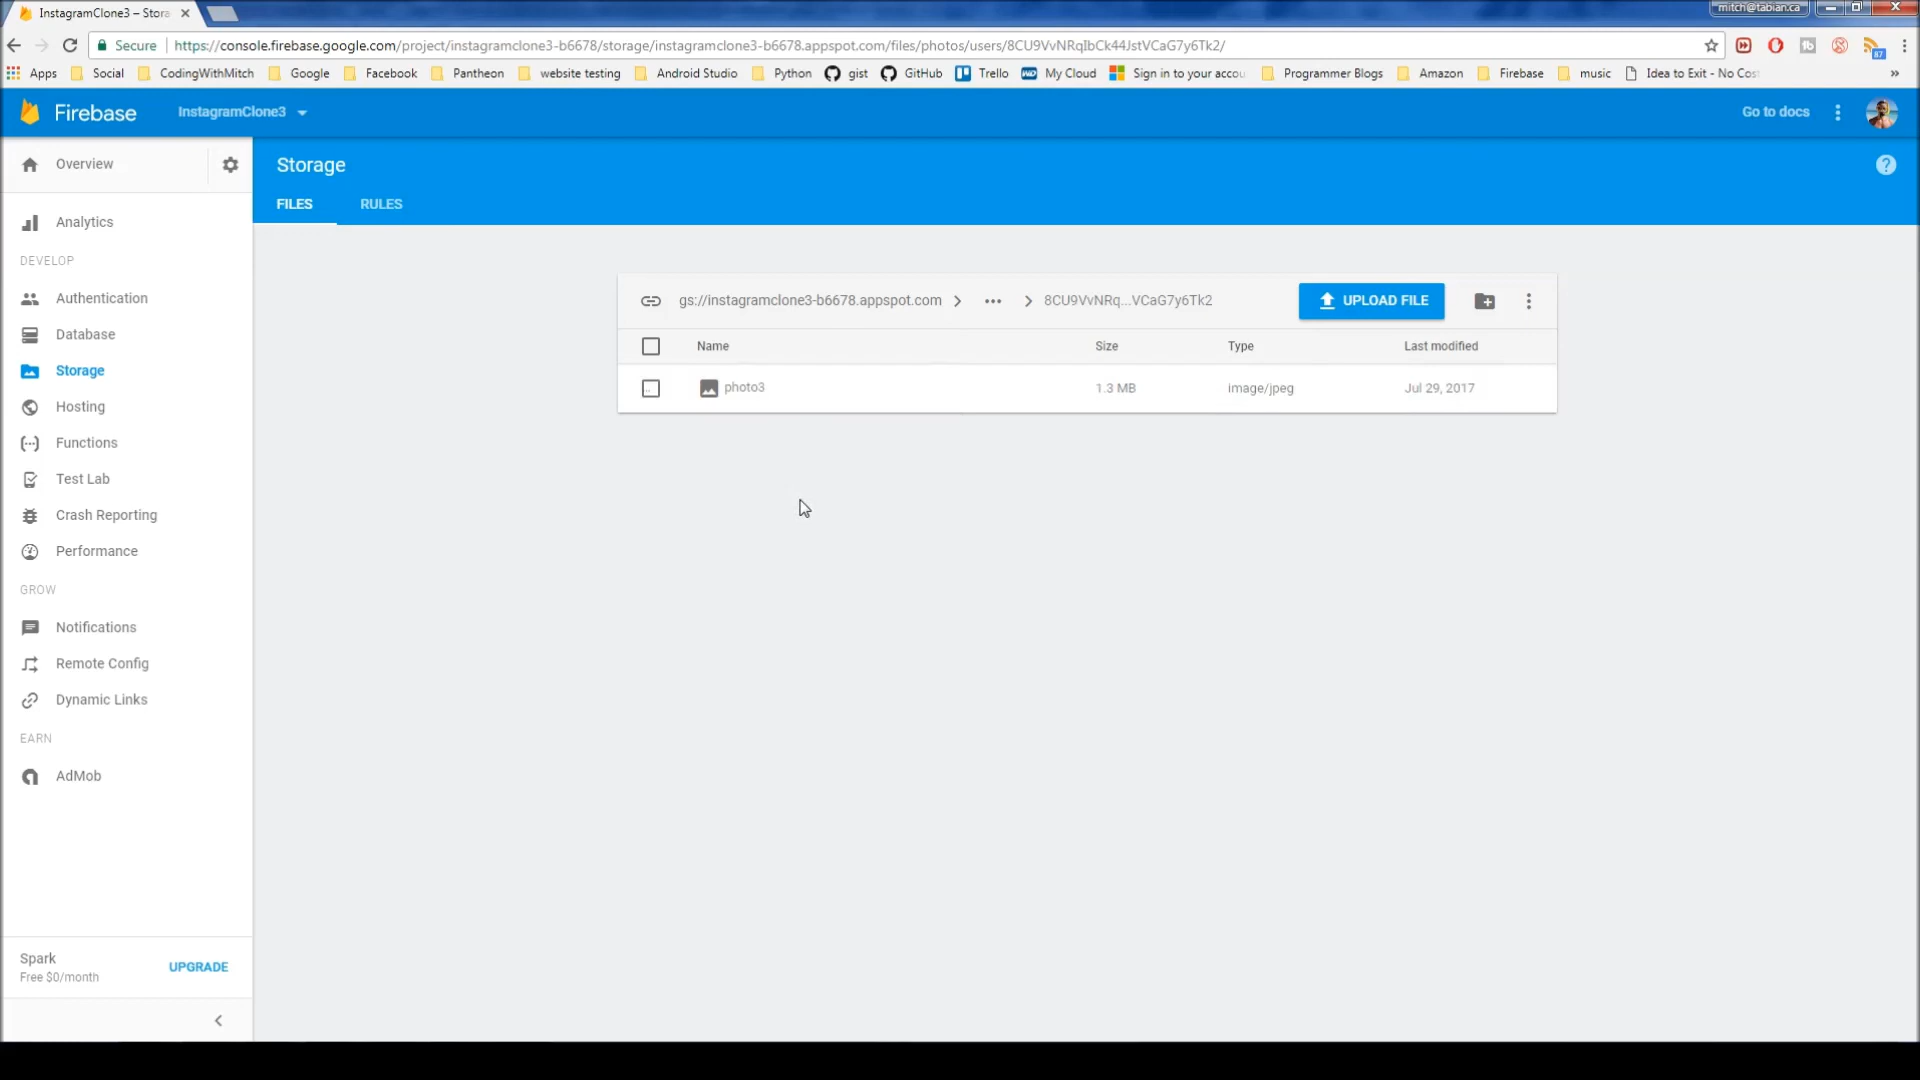 InstagramClone3 – Stora
mitch@tabian.ca
Secure
https://console.firebase.google.com/project/instagramclone3-b6678/storage/instagramclone3-b6678.appspot.com/files/photos/users/8CU9VvNRqIbCk44JstVCaG7y6Tk2/
87
Apps Social CodingWithMitch Google Facebook Pantheon website testing Android Studio Python gist GitHub Trello My Cloud Sign in to your accou Programmer Blogs Amazon Firebase music Idea to Exit - No Cos »
Firebase InstagramClone3 Go to docs
Overview
Storage
FILES RULES
Analytics
DEVELOP
Authentication
Database
Storage
Hosting
Functions
Test Lab
Crash Reporting
Performance
GROW
Notifications
Remote Config
Dynamic Links
EARN
AdMob
Spark
Free $0/month
UPGRADE
gs://instagramclone3-b6678.appspot.com > ••• > 8CU9VvNRq...VCaG7y6Tk2 UPLOAD FILE
Name Size Type Last modified
photo3 1.3 MB image/jpeg Jul 29, 2017